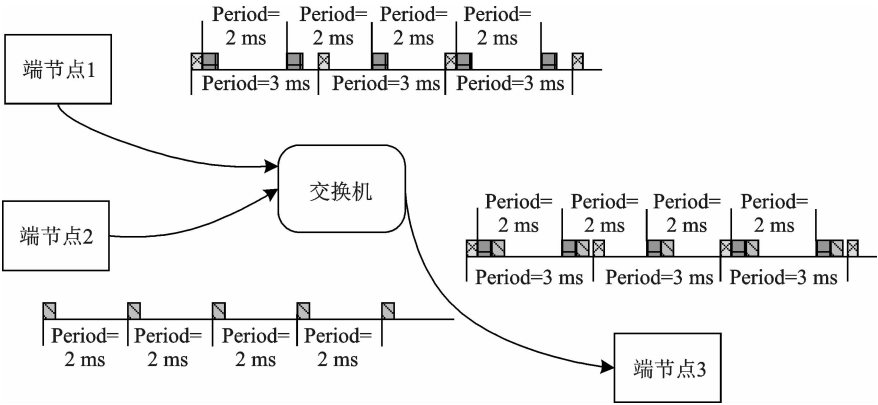 Period= Period= Period= Period=
2 ms 2 ms 2 ms 2 ms
端节点1
Period=3 ms Period=3 ms Period=3 ms
交换机
端节点2
Period= Period= Period= Period=
2 ms 2 ms 2 ms 2 ms
Period=3 ms Period=3 ms Period=3 ms
Period= Period= Period= Period=
2 ms 2 ms 2 ms 2 ms
端节点3